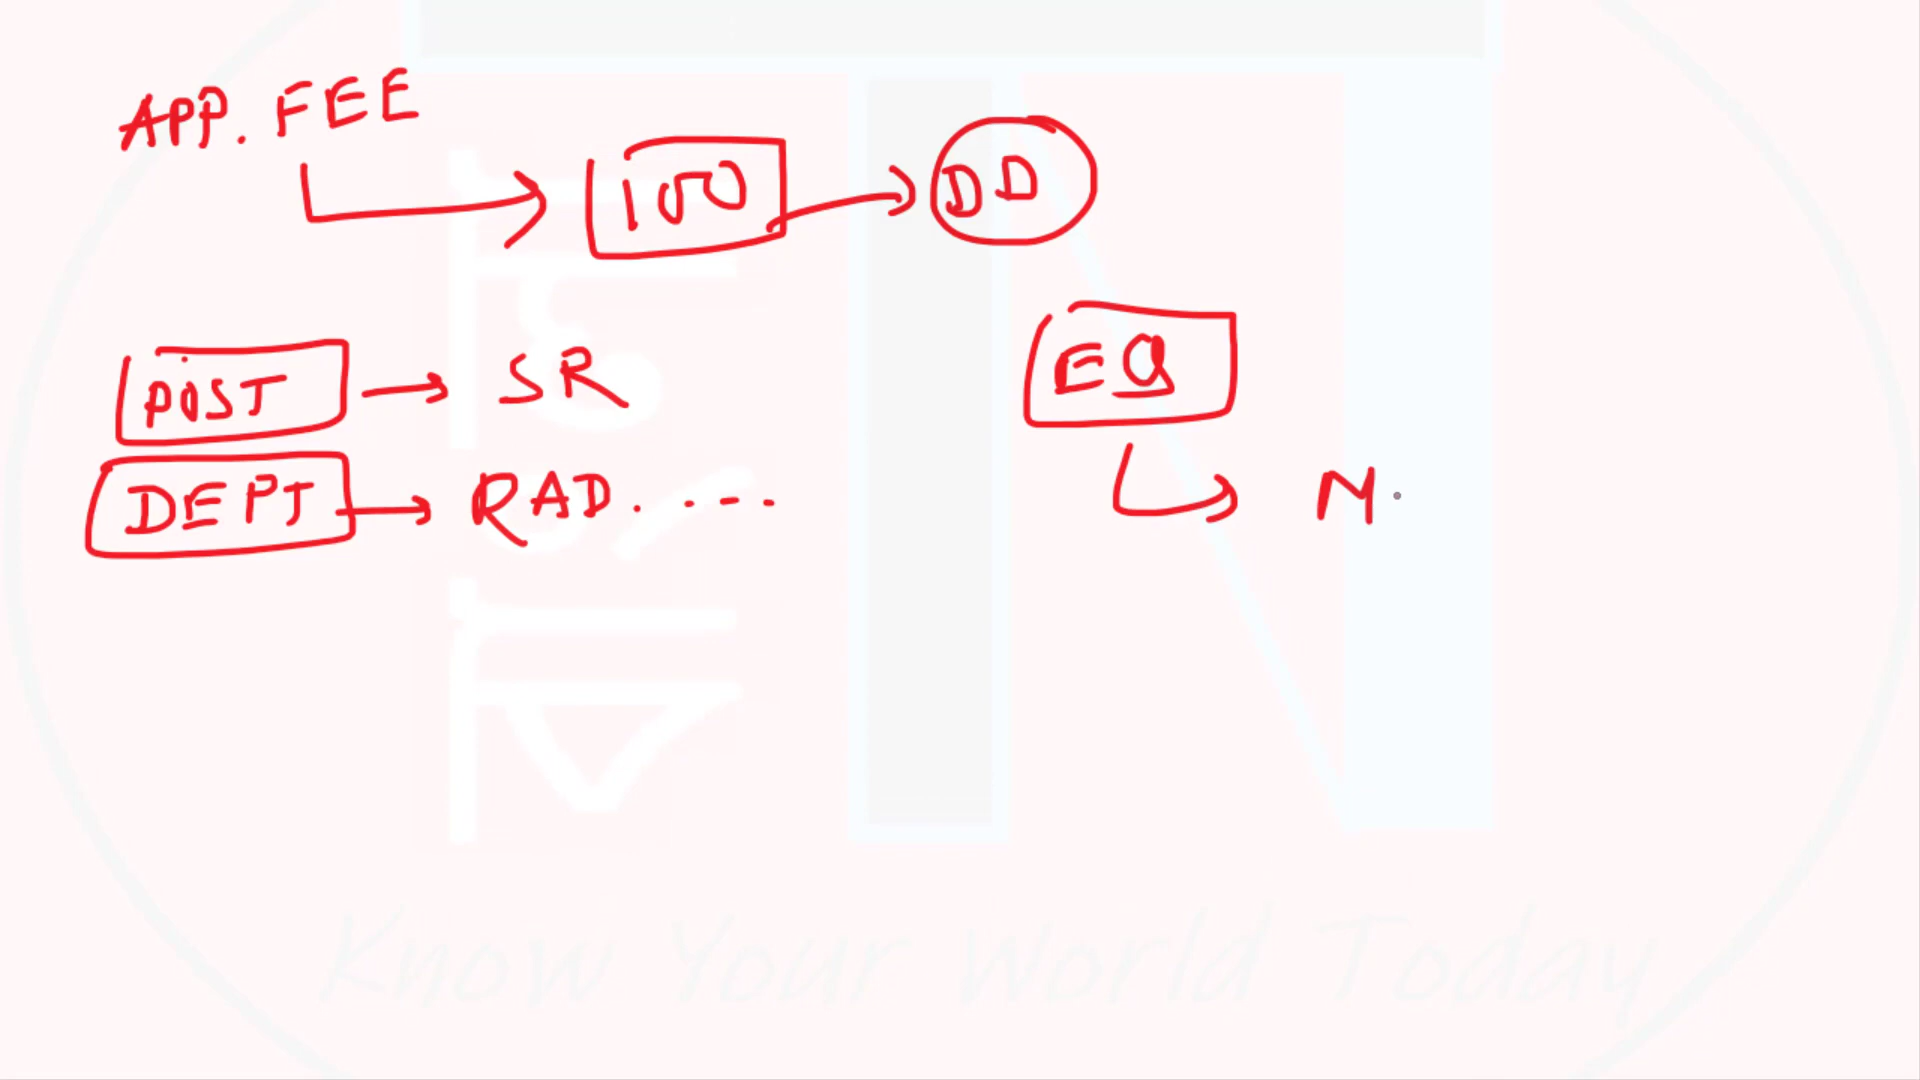 APP. FEE
100
DD
POST
SR
EQ
DEPT
RAD. ---
M
Know Your World Today